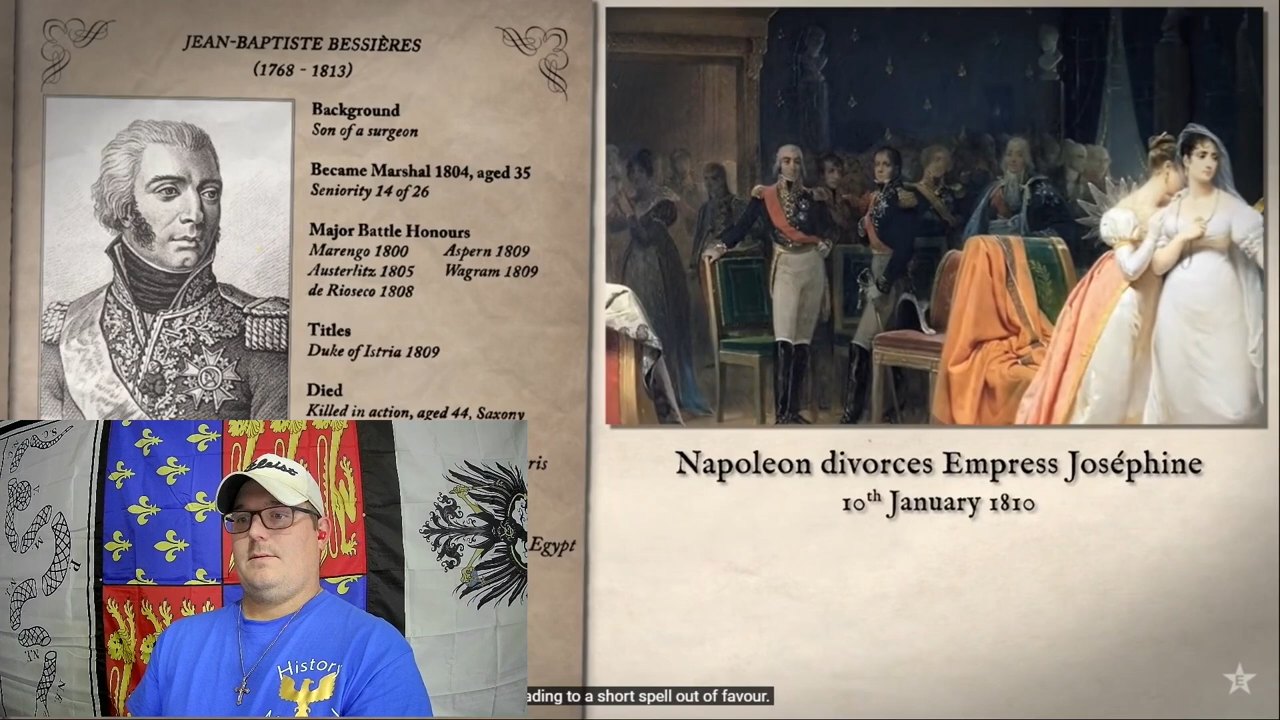 JEAN-BAPTISTE BESSIÈRES
(1768 - 1813)
Background
Son of a surgeon
Became Marshal 1804, aged 35
Seniority 14 of 26
Major Battle Honours
Marengo 1800 Aspern 1809
Austerlitz 1805 Wagram 1809
de Rioseco 1808
Titles
Duke of Istria 1809
Died
Killed in action, aged 44, Saxony
Egypt
Napoleon divorces Empress Joséphine
10th January 1810
History
E
ading to a short spell out of favour.